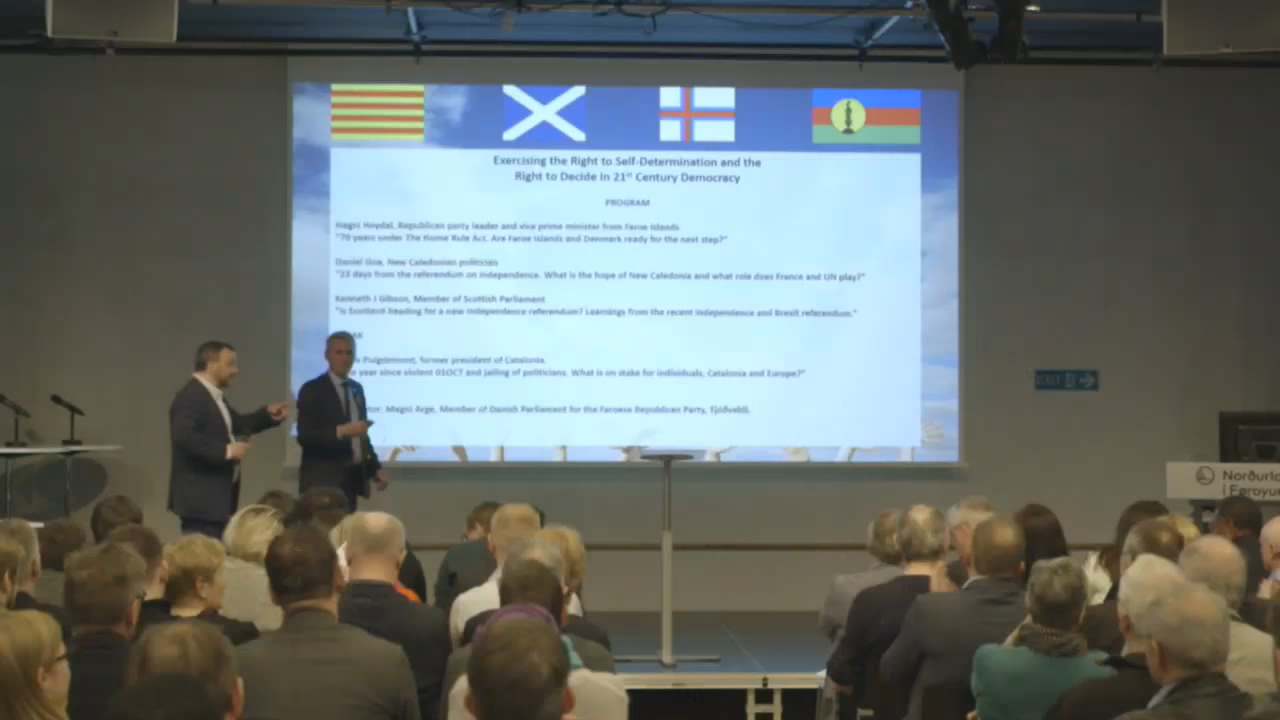 Exercising the Right to Self-Determination and the
Right to Decide in 21st Century Democracy
PROGRAM
Høgni Hoydal, Republican party leader and vice prime minister from Faroe Islands
"70 years under The Home Rule Act. Are Faroe Islands and Denmark ready for the next step?"
Daniel Goa, New Caledonian politician
"23 days from the referendum on independence. What is the hope of New Caledonia and what role does France and UN play?"
Kenneth J Gibson, Member of Scottish Parliament
"Is Scotland heading for a new independence referendum? Learnings from the recent independence and Brexit referendum."
Puigdemont, former president of Catalonia
year since violent 01OCT and jailing of politicians. What is on stake for individuals, Catalonia and Europe?"
Magni Arge, Member of Danish Parliament for the Faroese Republican Party, Tjóðveldi.
EXIT
Norðurla
í Føroyu